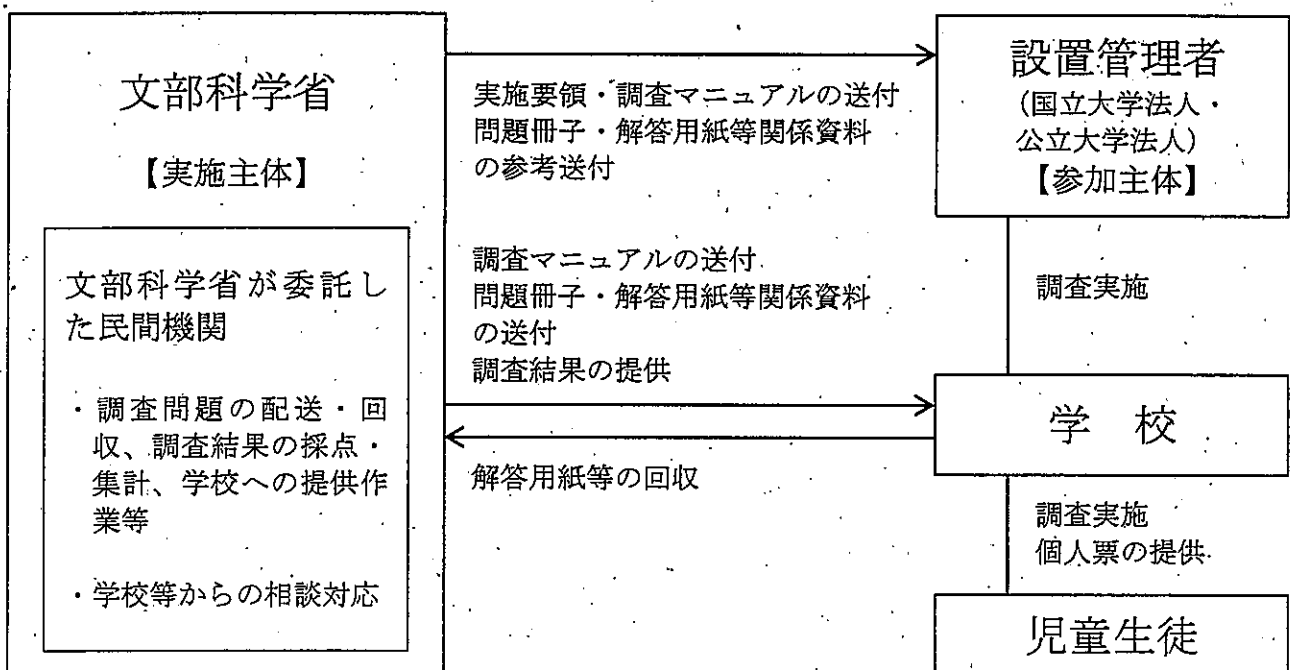 文部科学省
【実施主体】
文部科学省が委託し
た民間機関
・調査問題の配送・回
収、調査結果の採点・
集計、学校への提供作
業等
・学校等からの相談対応
実施要領・調査マニュアルの送付
問題冊子・解答用紙等関係資料
の参考送付
調査マニュアルの送付
問題冊子・解答用紙等関係資料
の送付
調査結果の提供
解答用紙等の回収
設置管理者
(国立大学法人・
公立大学法人)
【参加主体】
調査実施
学 校
調査実施
個人票の提供
児童生徒